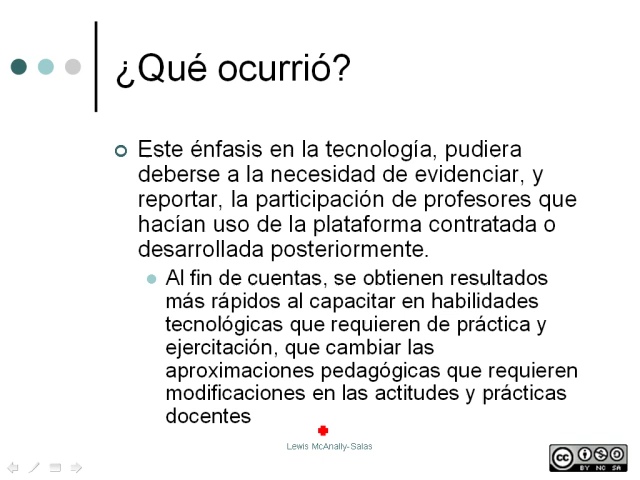 ¿Qué ocurrió?
Este énfasis en la tecnología, pudiera
deberse a la necesidad de evidenciar, y
reportar, la participación de profesores que
hacían uso de la plataforma contratada o
desarrollada posteriormente.
Al fin de cuentas, se obtienen resultados
más rápidos al capacitar en habilidades
tecnológicas que requieren de práctica y
ejercitación, que cambiar las
aproximaciones pedagógicas que requieren
modificaciones en las actitudes y prácticas
docentes
Lewis McAnally-Salas
cc
BY NC SA